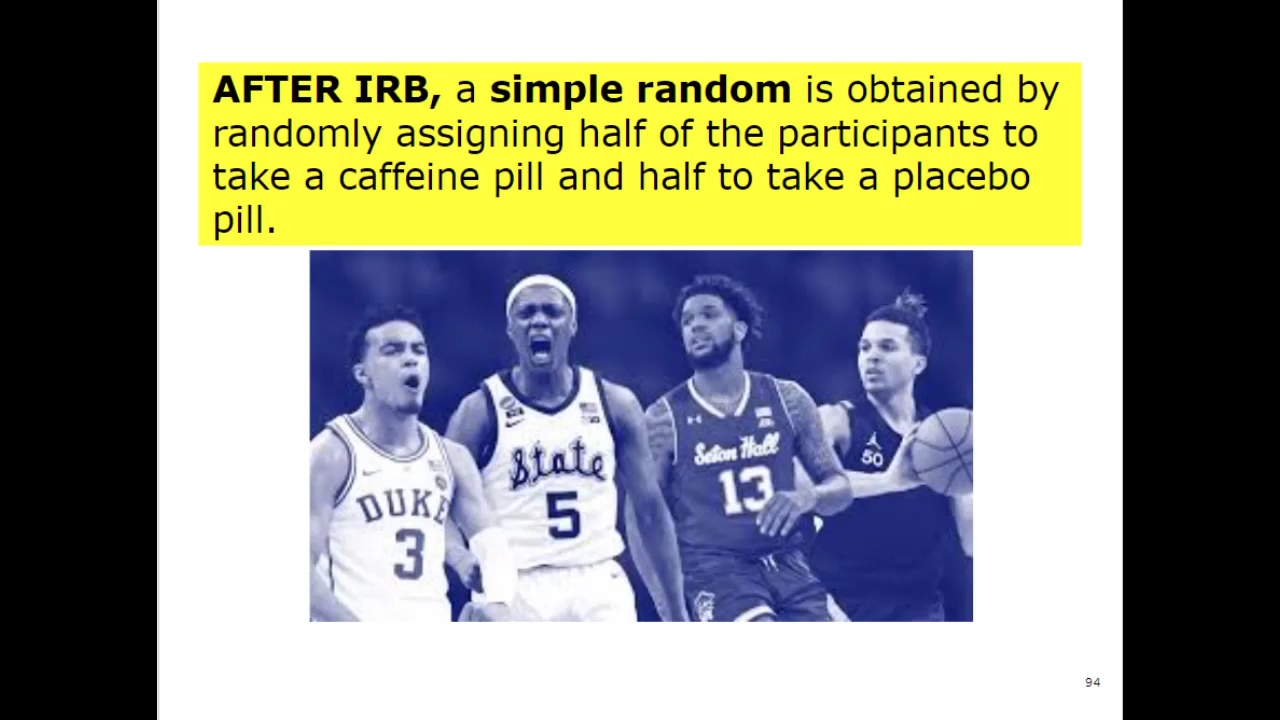 AFTER IRB, a simple random is obtained by
randomly assigning half of the participants to
take a caffeine pill and half to take a placebo
pill.
DUKE
3
State
5
Seton Hall
13
50
94